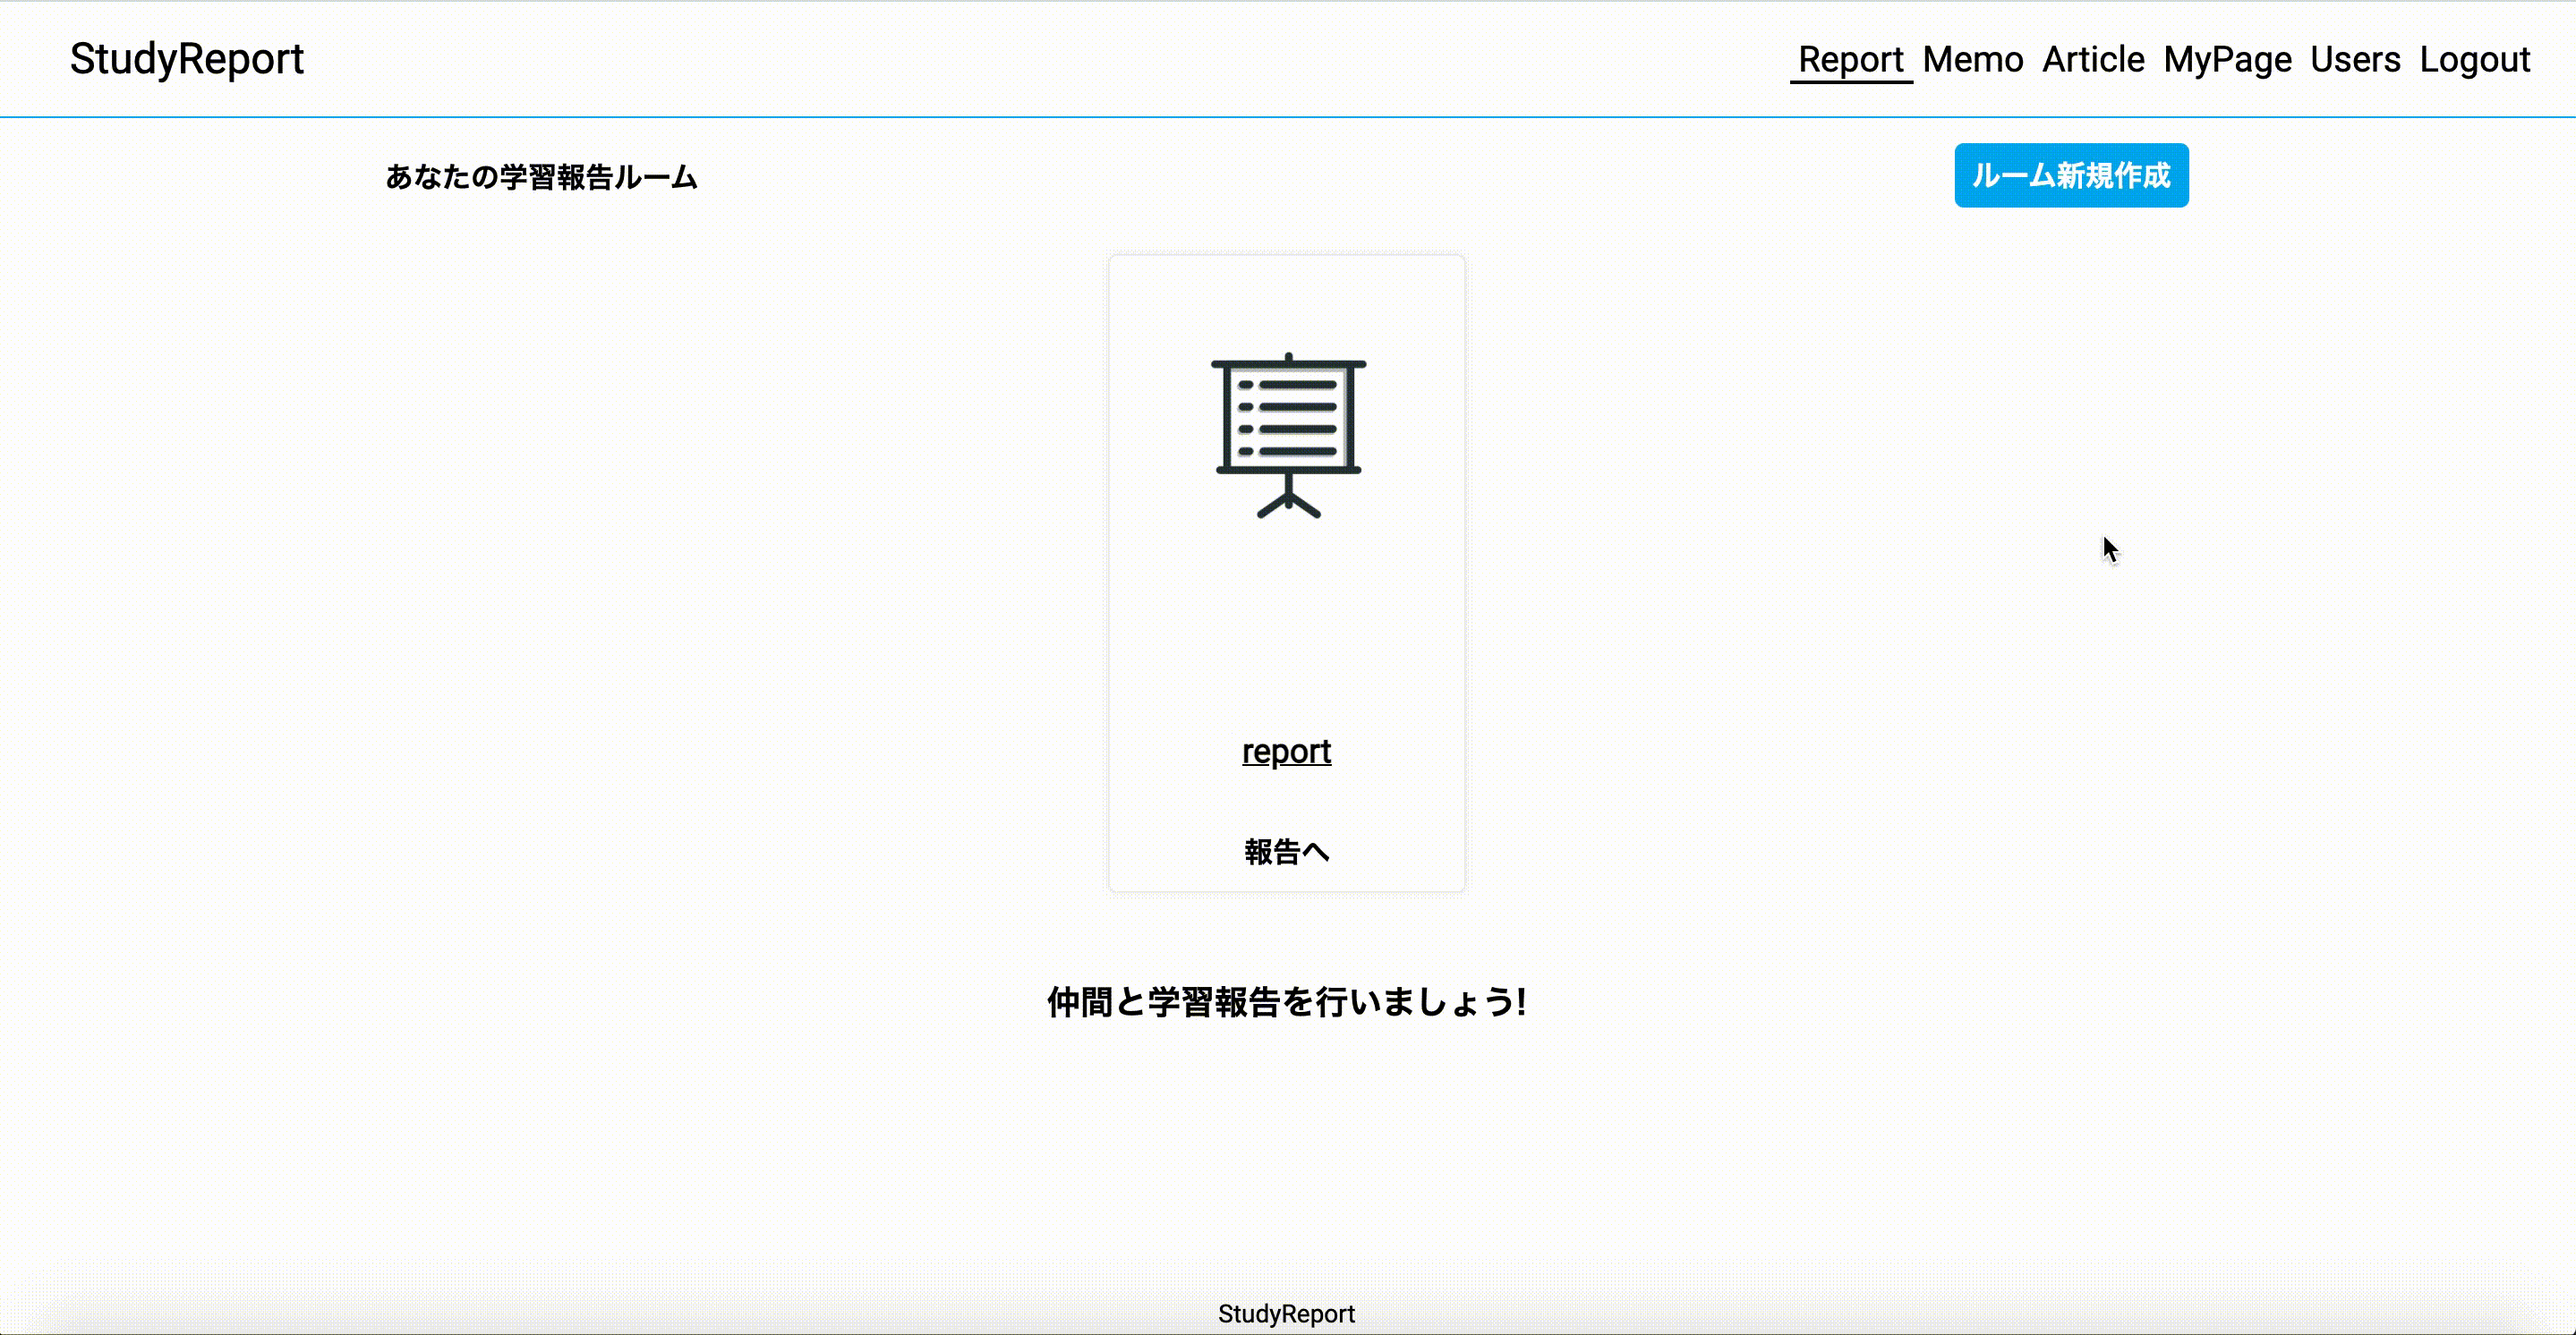 StudyReport
Report Memo Article MyPage Users Logout
あなたの学習報告ルーム
ルーム新規作成
report
報告へ
仲間と学習報告を行いましょう!
StudyReport